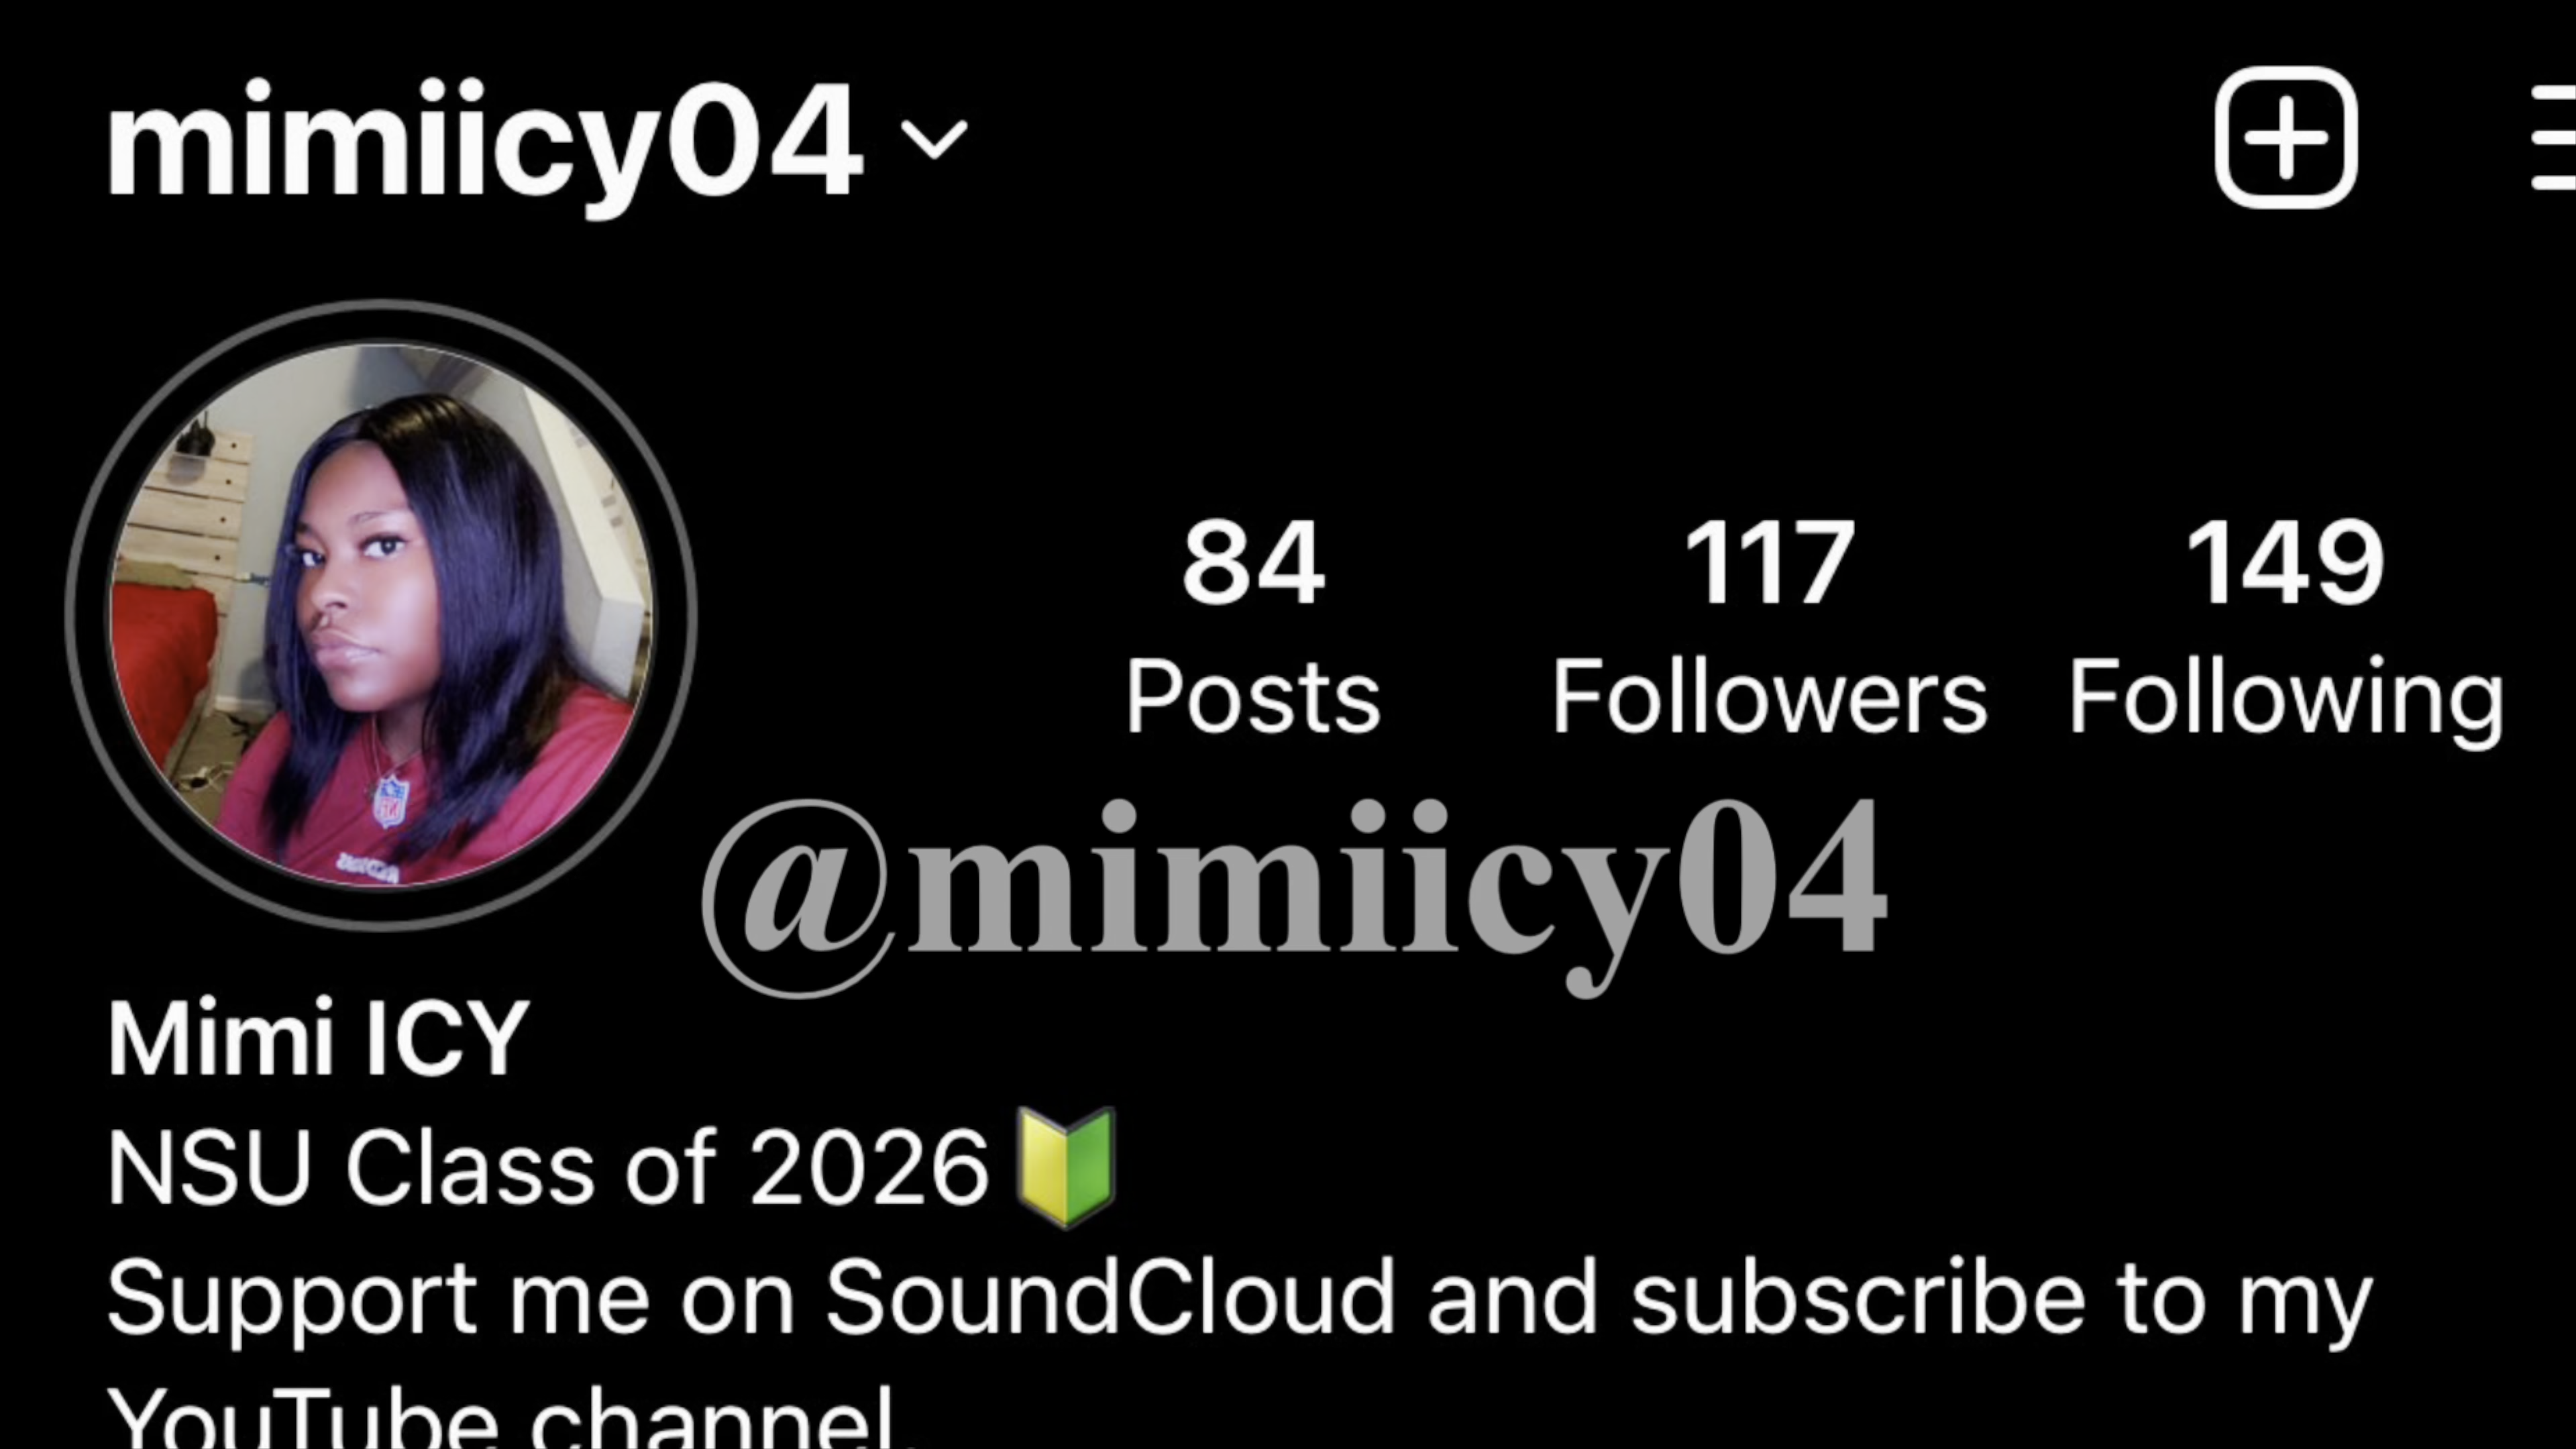 mimiicy04
84 117 149
Posts Followers Following
@mimiicy04
Mimi ICY
NSU Class of 2026 🔰
Support me on SoundCloud and subscribe to my
YouTube channel.